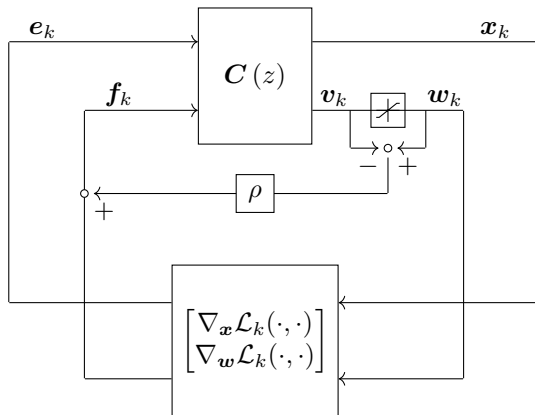 e_k
x_k
C (z)
f_k
v_k
w_k
− +
ρ
+
[∇_x L_k(·, ·)
∇_w L_k(·, ·)]